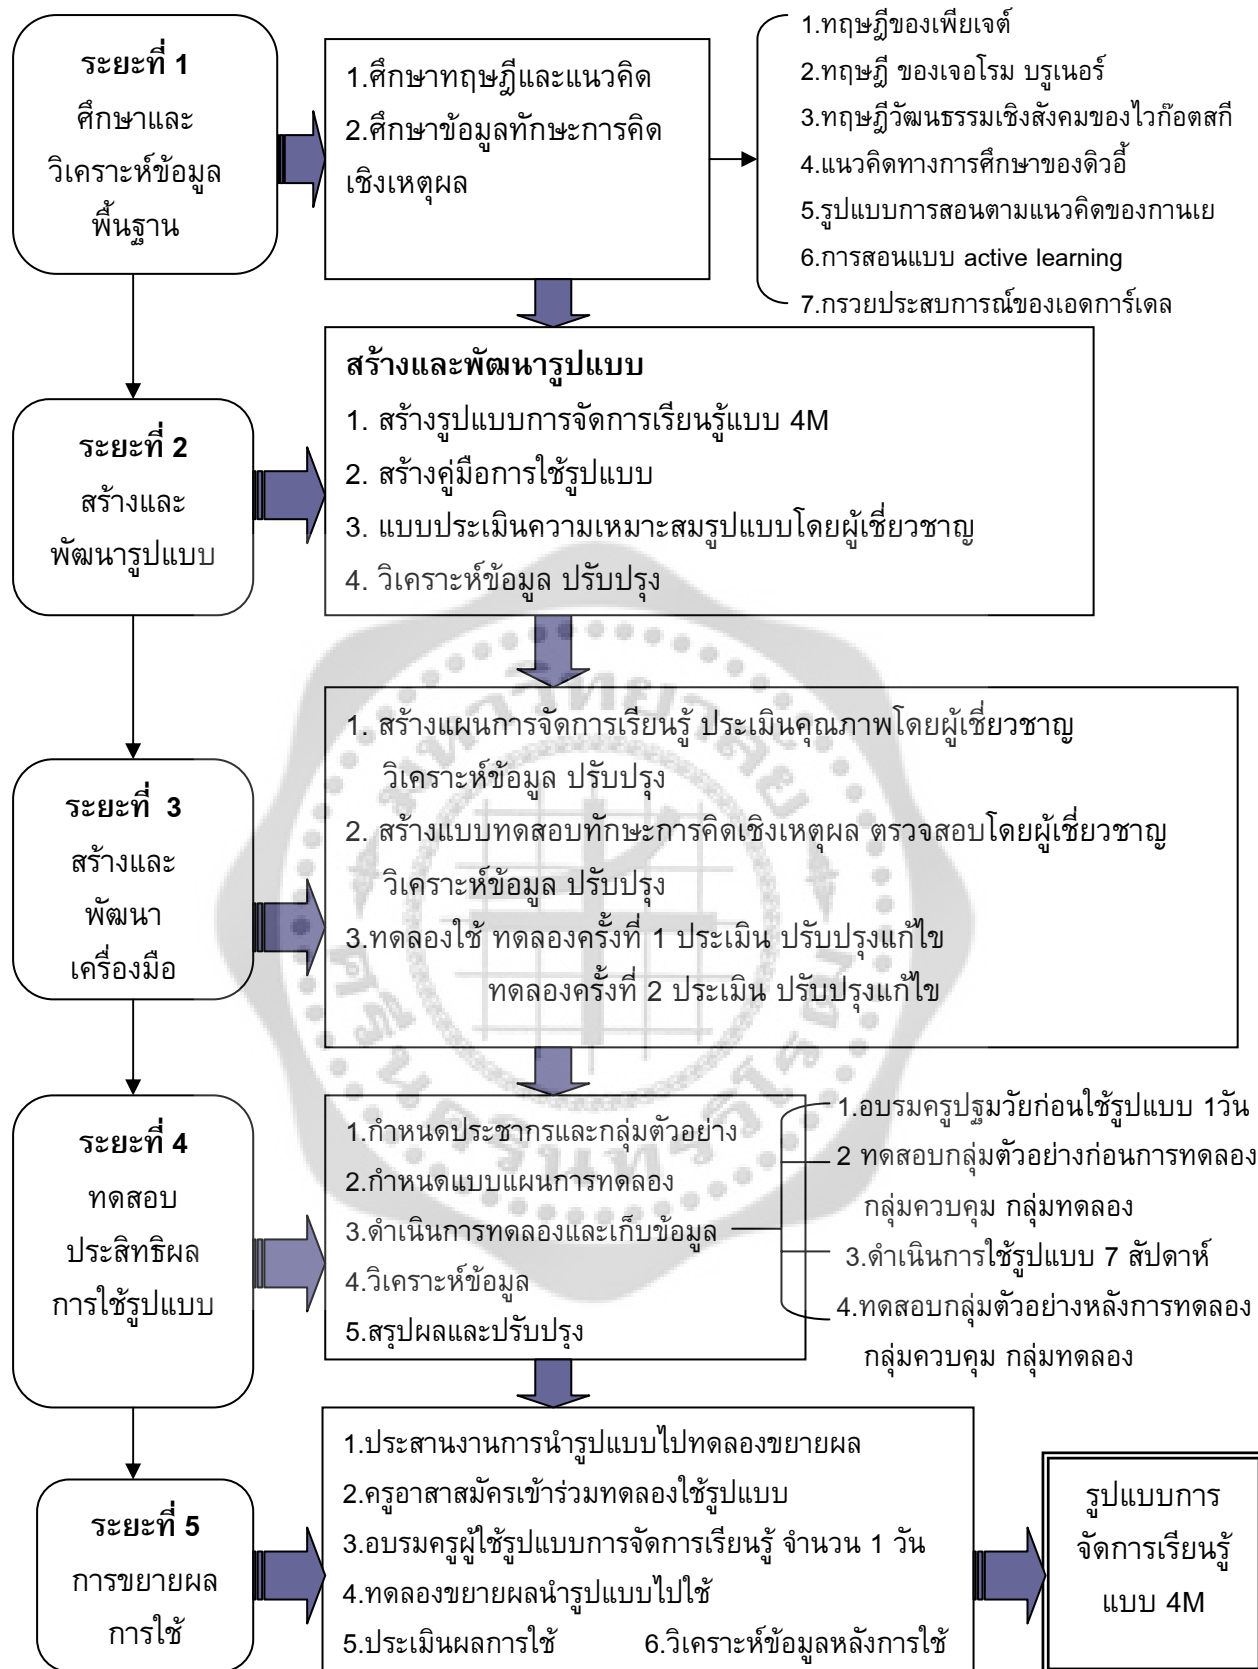 ระยะที่ 1
ศึกษาและ
วิเคราะห์ข้อมูล
พื้นฐาน
1.ศึกษาทฤษฎีและแนวคิด
2.ศึกษาข้อมูลทักษะการคิด
เชิงเหตุผล
1.ทฤษฎีของเพียเจต์
2.ทฤษฎี ของเจอโรม บรูเนอร์
3.ทฤษฎีวัฒนธรรมเชิงสังคมของไวก๊อตสกี
4.แนวคิดทางการศึกษาของดิวอี้
5.รูปแบบการสอนตามแนวคิดของกานเย
6.การสอนแบบ active learning
7.กรวยประสบการณ์ของเอดการ์เดล
ระยะที่ 2
สร้างและ
พัฒนารูปแบบ
สร้างและพัฒนารูปแบบ
1. สร้างรูปแบบการจัดการเรียนรู้แบบ 4M
2. สร้างคู่มือการใช้รูปแบบ
3. แบบประเมินความเหมาะสมรูปแบบโดยผู้เชี่ยวชาญ
4. วิเคราะห์ข้อมูล ปรับปรุง
ระยะที่ 3
สร้างและ
พัฒนา
เครื่องมือ
1. สร้างแผนการจัดการเรียนรู้ ประเมินคุณภาพโดยผู้เชี่ยวชาญ
วิเคราะห์ข้อมูล ปรับปรุง
2. สร้างแบบทดสอบทักษะการคิดเชิงเหตุผล ตรวจสอบโดยผู้เชี่ยวชาญ
วิเคราะห์ข้อมูล ปรับปรุง
3.ทดลองใช้ ทดลองครั้งที่ 1 ประเมิน ปรับปรุงแก้ไข
ทดลองครั้งที่ 2 ประเมิน ปรับปรุงแก้ไข
ระยะที่ 4
ทดสอบ
ประสิทธิผล
การใช้รูปแบบ
1.กำหนดประชากรและกลุ่มตัวอย่าง
2.กำหนดแบบแผนการทดลอง
3.ดำเนินการทดลองและเก็บข้อมูล
4.วิเคราะห์ข้อมูล
5.สรุปผลและปรับปรุง
1.อบรมครูปฐมวัยก่อนใช้รูปแบบ 1วัน
2 ทดสอบกลุ่มตัวอย่างก่อนการทดลอง
กลุ่มควบคุม กลุ่มทดลอง
3.ดำเนินการใช้รูปแบบ 7 สัปดาห์
4.ทดสอบกลุ่มตัวอย่างหลังการทดลอง
กลุ่มควบคุม กลุ่มทดลอง
ระยะที่ 5
การขยายผล
การใช้
1.ประสานงานการนำรูปแบบไปทดลองขยายผล
2.ครูอาสาสมัครเข้าร่วมทดลองใช้รูปแบบ
3.อบรมครูผู้ใช้รูปแบบการจัดการเรียนรู้ จำนวน 1 วัน
4.ทดลองขยายผลนำรูปแบบไปใช้
5.ประเมินผลการใช้ 6.วิเคราะห์ข้อมูลหลังการใช้
รูปแบบการ
จัดการเรียนรู้
แบบ 4M
มหาวิทยาลัย
ศรีนครินทรวิโรฒ